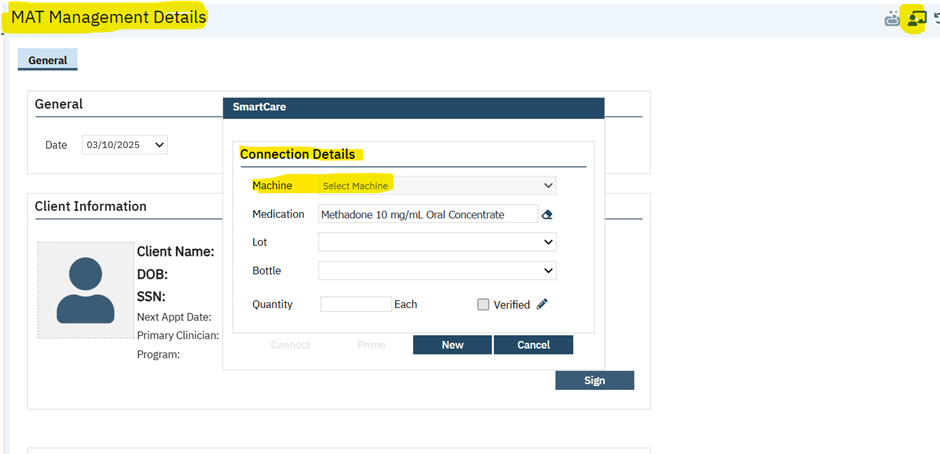 MAT Management Details
General
General
Date 03/10/2025
SmartCare
Connection Details
Machine Select Machine
Medication Methadone 10 mg/mL Oral Concentrate
Lot
Bottle
Quantity Each Verified
Connect Prime New Cancel
Client Information
Client Name:
DOB:
SSN:
Next Appt Date:
Primary Clinician:
Program:
Sign